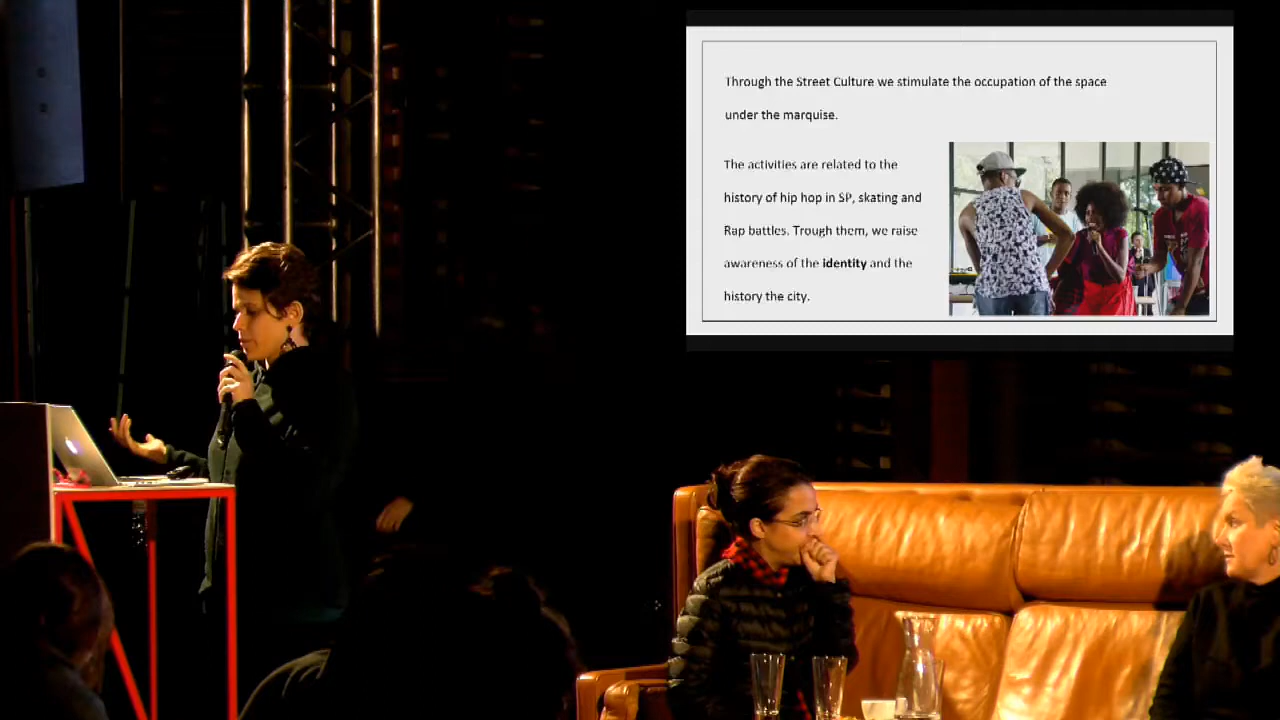 Through the Street Culture we stimulate the occupation of the space
under the marquise.
The activities are related to the
history of hip hop in SP, skating and
Rap battles. Trough them, we raise
awareness of the identity and the
history the city.